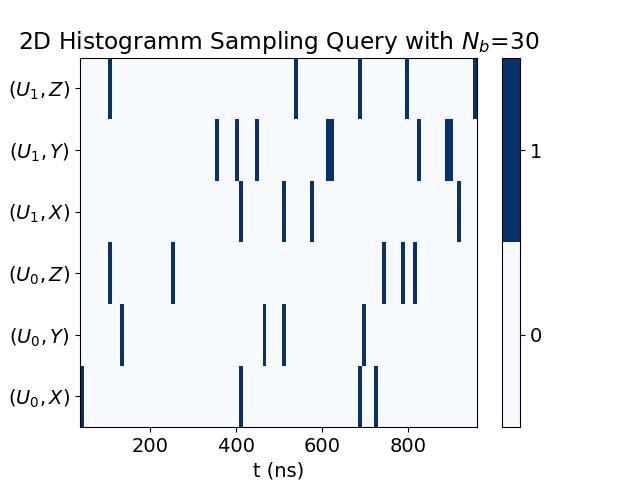 2D Histogramm Sampling Query with $N_b$=30
$(U_1, Z)$
$(U_1, Y)$
$(U_1, X)$
$(U_0, Z)$
$(U_0, Y)$
$(U_0, X)$
200 400 600 800
t (ns)
1
0